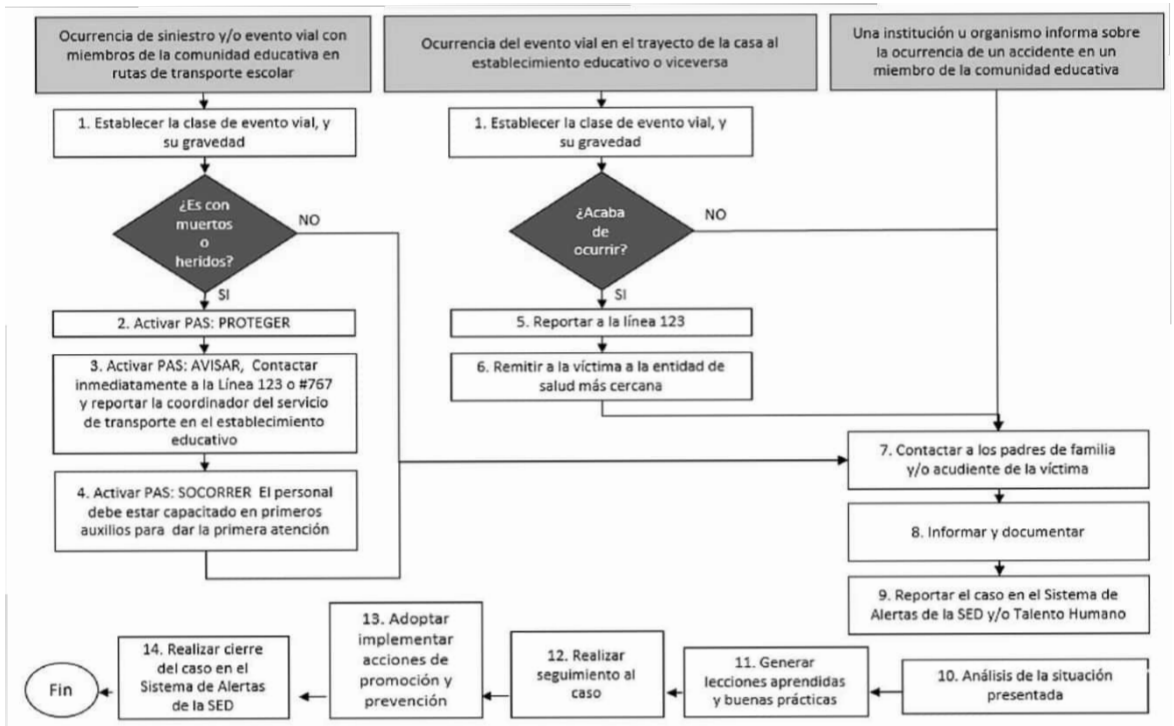 Ocurrencia de siniestro y/o evento vial con
miembros de la comunidad educativa en
rutas de transporte escolar
Ocurrencia del evento vial en el trayecto de la casa al
establecimiento educativo o viceversa
Una institución u organismo informa sobre
la ocurrencia de un accidente en un
miembro de la comunidad educativa
1. Establecer la clase de evento vial, y
su gravedad
1. Establecer la clase de evento vial, y
su gravedad
¿Es con
muertos
o
heridos?
NO
SI
¿Acaba
de
ocurrir?
NO
SI
2. Activar PAS: PROTEGER
3. Activar PAS: AVISAR, Contactar
inmediatamente a la Línea 123 o #767
y reportar la coordinador del servicio
de transporte en el establecimiento
educativo
4. Activar PAS: SOCORRER El personal
debe estar capacitado en primeros
auxilios para dar la primera atención
5. Reportar a la línea 123
6. Remitir a la víctima a la entidad de
salud más cercana
7. Contactar a los padres de familia
y/o acudiente de la víctima
8. Informar y documentar
9. Reportar el caso en el Sistema de
Alertas de la SED y/o Talento Humano
10. Análisis de la situación
presentada
11. Generar
lecciones aprendidas
y buenas prácticas
12. Realizar
seguimiento al
caso
13. Adoptar
implementar
acciones de
promoción y
prevención
14. Realizar cierre
del caso en el
Sistema de Alertas
de la SED
Fin